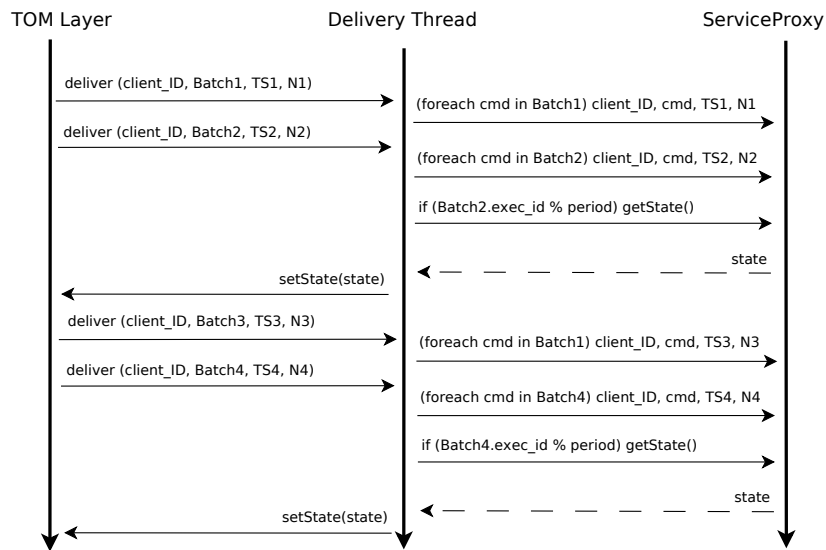 TOM Layer
Delivery Thread
ServiceProxy
deliver (client_ID, Batch1, TS1, N1)
(foreach cmd in Batch1) client_ID, cmd, TS1, N1
deliver (client_ID, Batch2, TS2, N2)
(foreach cmd in Batch2) client_ID, cmd, TS2, N2
if (Batch2.exec_id % period) getState()
state
setState(state)
deliver (client_ID, Batch3, TS3, N3)
(foreach cmd in Batch1) client_ID, cmd, TS3, N3
deliver (client_ID, Batch4, TS4, N4)
(foreach cmd in Batch4) client_ID, cmd, TS4, N4
if (Batch4.exec_id % period) getState()
state
setState(state)